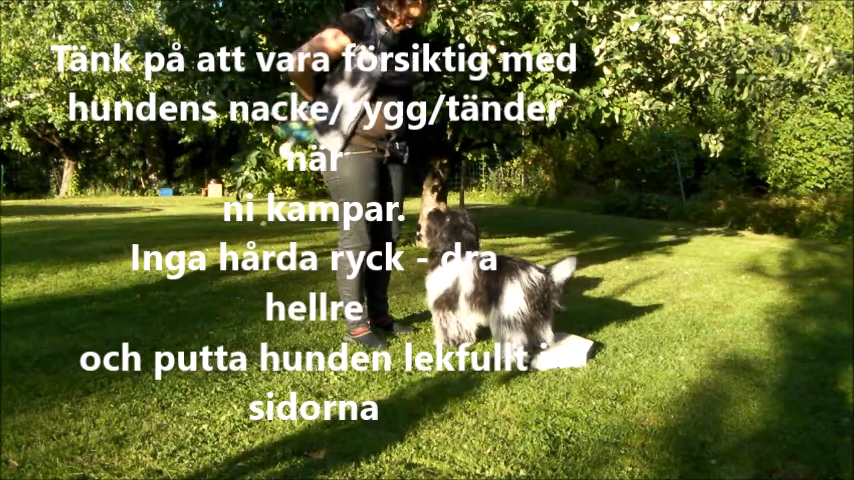 Tänk på att vara försiktig med
hundens nacke/rygg/tänder
när
ni kampar.
Inga hårda ryck - dra
hellre
och putta hunden lekfullt i
sidorna